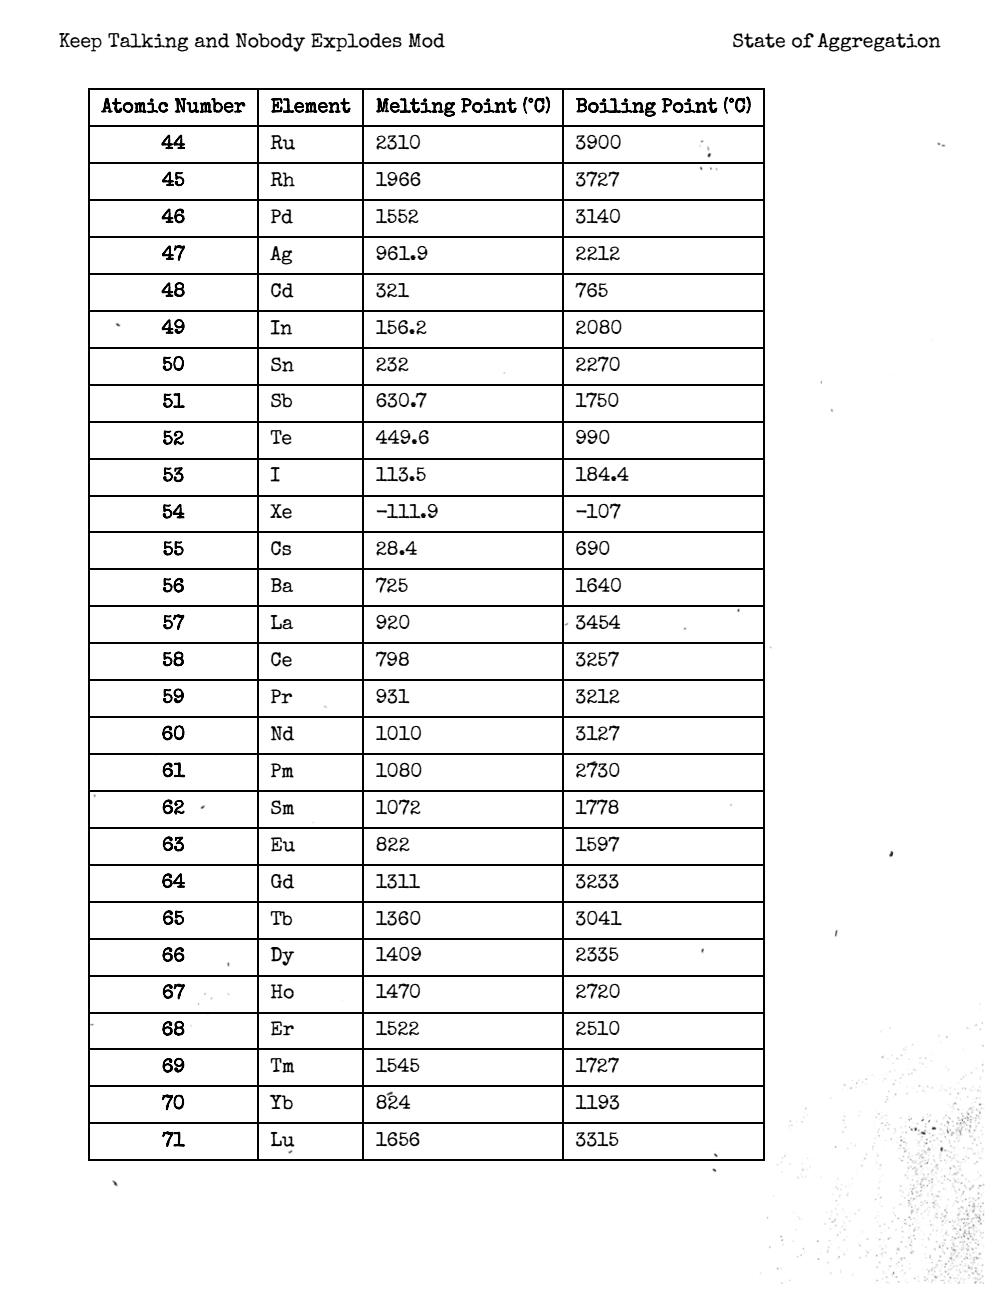 Keep Talking and Nobody Explodes Mod State of Aggregation
Atomic Number Element Melting Point (°C) Boiling Point (°C)
44 Ru 2310 3900
45 Rh 1966 3727
46 Pd 1552 3140
47 Ag 961.9 2212
48 Cd 321 765
49 In 156.2 2080
50 Sn 232 2270
51 Sb 630.7 1750
52 Te 449.6 990
53 I 113.5 184.4
54 Xe -111.9 -107
55 Cs 28.4 690
56 Ba 725 1640
57 La 920 3454
58 Ce 798 3257
59 Pr 931 3212
60 Nd 1010 3127
61 Pm 1080 2730
62 Sm 1072 1778
63 Eu 822 1597
64 Gd 1311 3233
65 Tb 1360 3041
66 Dy 1409 2335
67 Ho 1470 2720
68 Er 1522 2510
69 Tm 1545 1727
70 Yb 824 1193
71 Lu 1656 3315